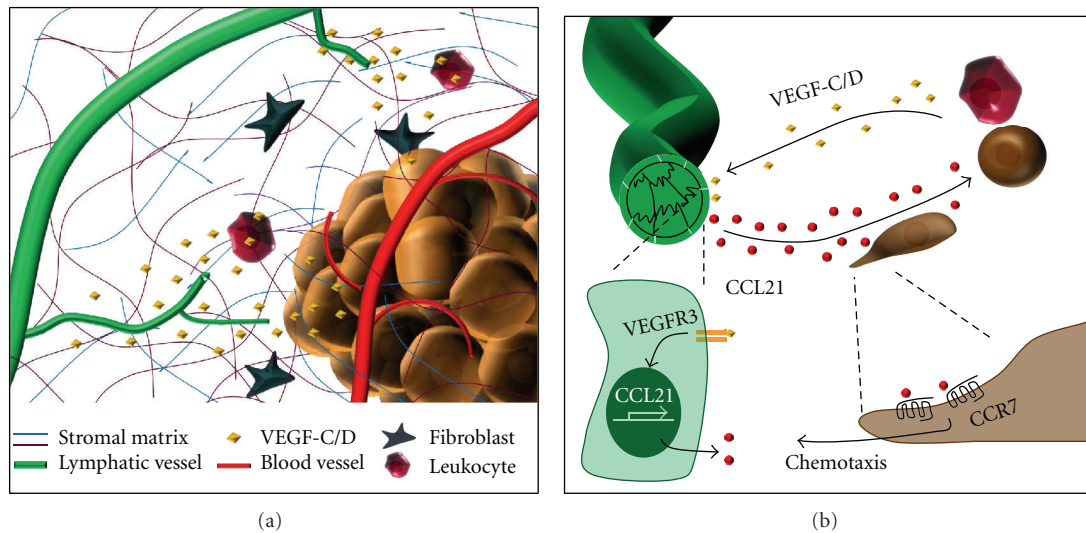 Stromal matrix
VEGF-C/D
Fibroblast
Lymphatic vessel
Blood vessel
Leukocyte
(a)
VEGF-C/D
CCL21
VEGFR3
CCL21
CCR7
Chemotaxis
(b)